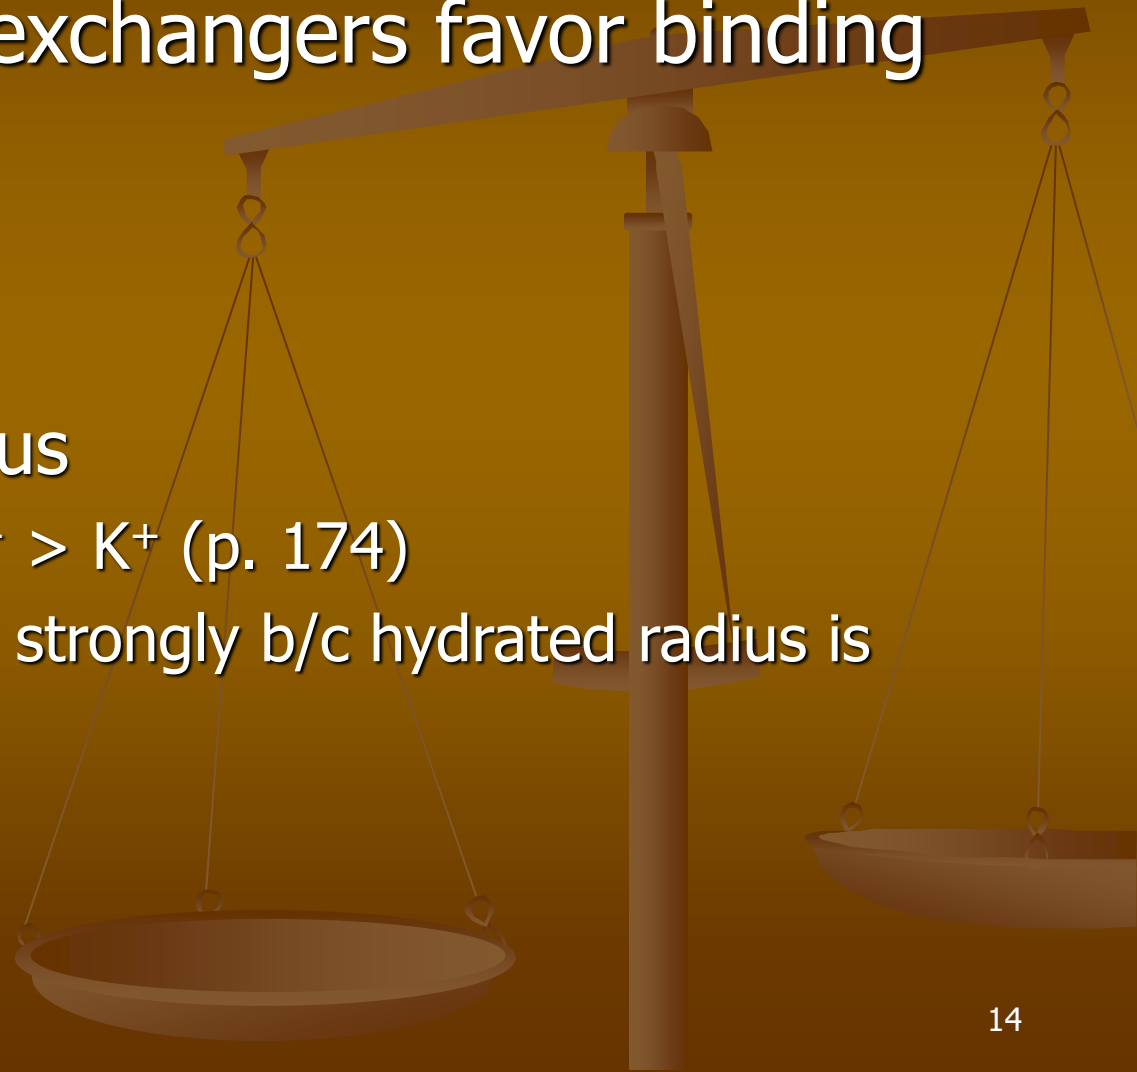 exchangers favor binding
us
> K⁺ (p. 174)
strongly b/c hydrated radius is
14